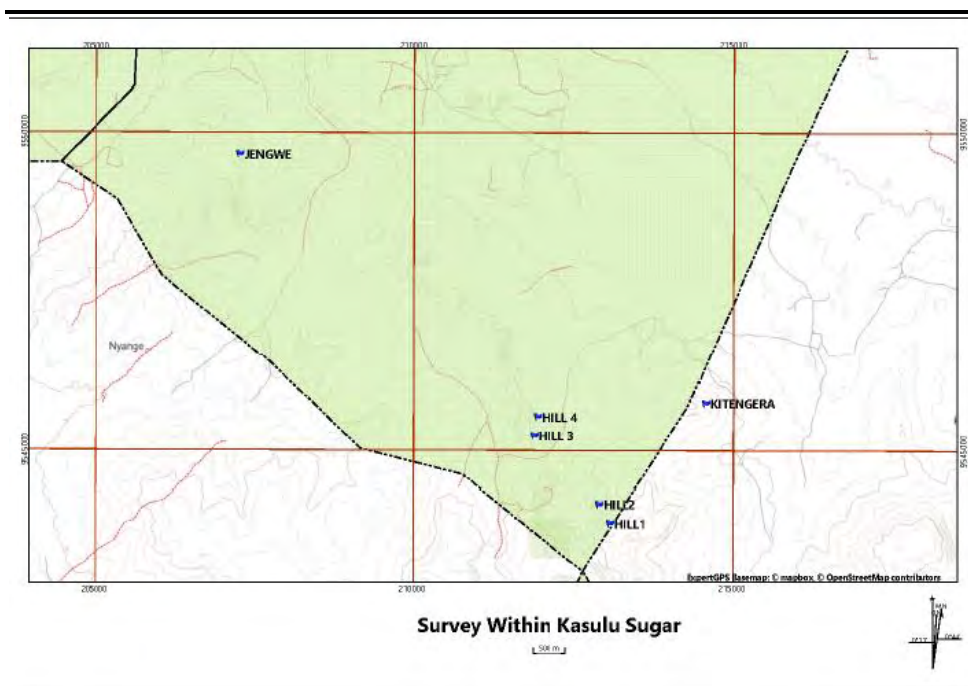 205000 210000 215000
9550000 9550000
JENGWE
Nyange
KITENGERA
HILL 4
HILL 3
9545000 9545000
HILL2
HILL1
ExpertGPS Basemap: © mapbox, © OpenStreetMap contributors
205000 210000 215000
Survey Within Kasulu Sugar
500 m